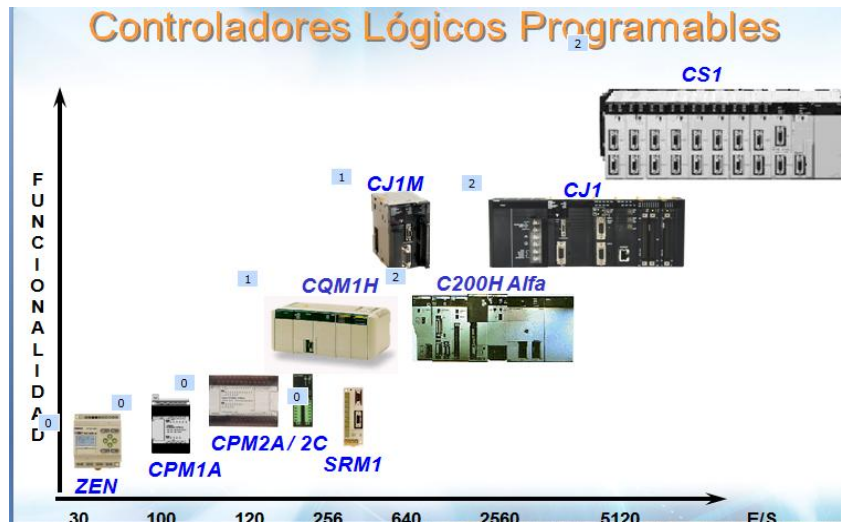 Controladores Lógicos Programables
2
CS1
FUNCIONALIDAD
1
CJ1M
2
CJ1
1
CQM1H
2
C200H Alfa
0
0
0
0
ZEN
CPM1A
CPM2A / 2C
SRM1
30 100 120 256 640 2560 5120 E/S